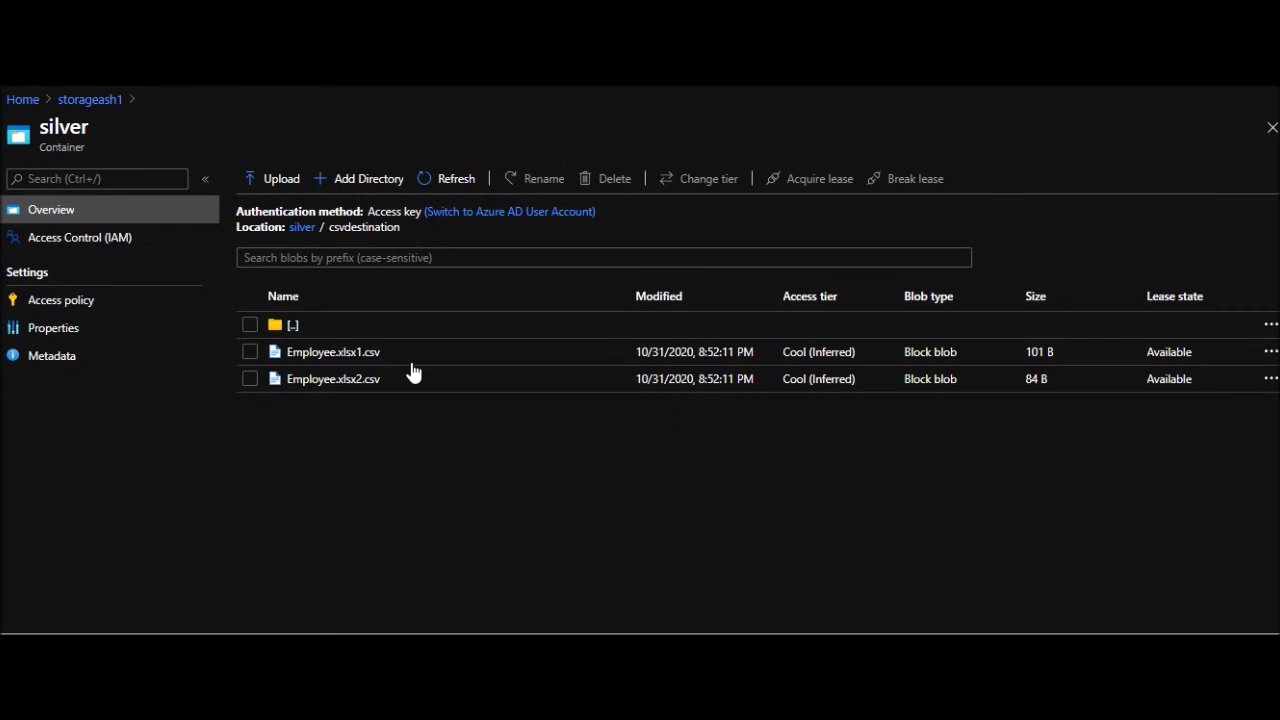 Home > storageash1 >
silver
Container
Search (Ctrl+/) «
Upload Add Directory Refresh Rename Delete Change tier Acquire lease Break lease
Overview
Access Control (IAM)
Settings
Access policy
Properties
Metadata
Authentication method: Access key (Switch to Azure AD User Account)
Location: silver / csvdestination
Search blobs by prefix (case-sensitive)
Name Modified Access tier Blob type Size Lease state
[..] ...
Employee.xlsx1.csv 10/31/2020, 8:52:11 PM Cool (Inferred) Block blob 101 B Available ...
Employee.xlsx2.csv 10/31/2020, 8:52:11 PM Cool (Inferred) Block blob 84 B Available ...